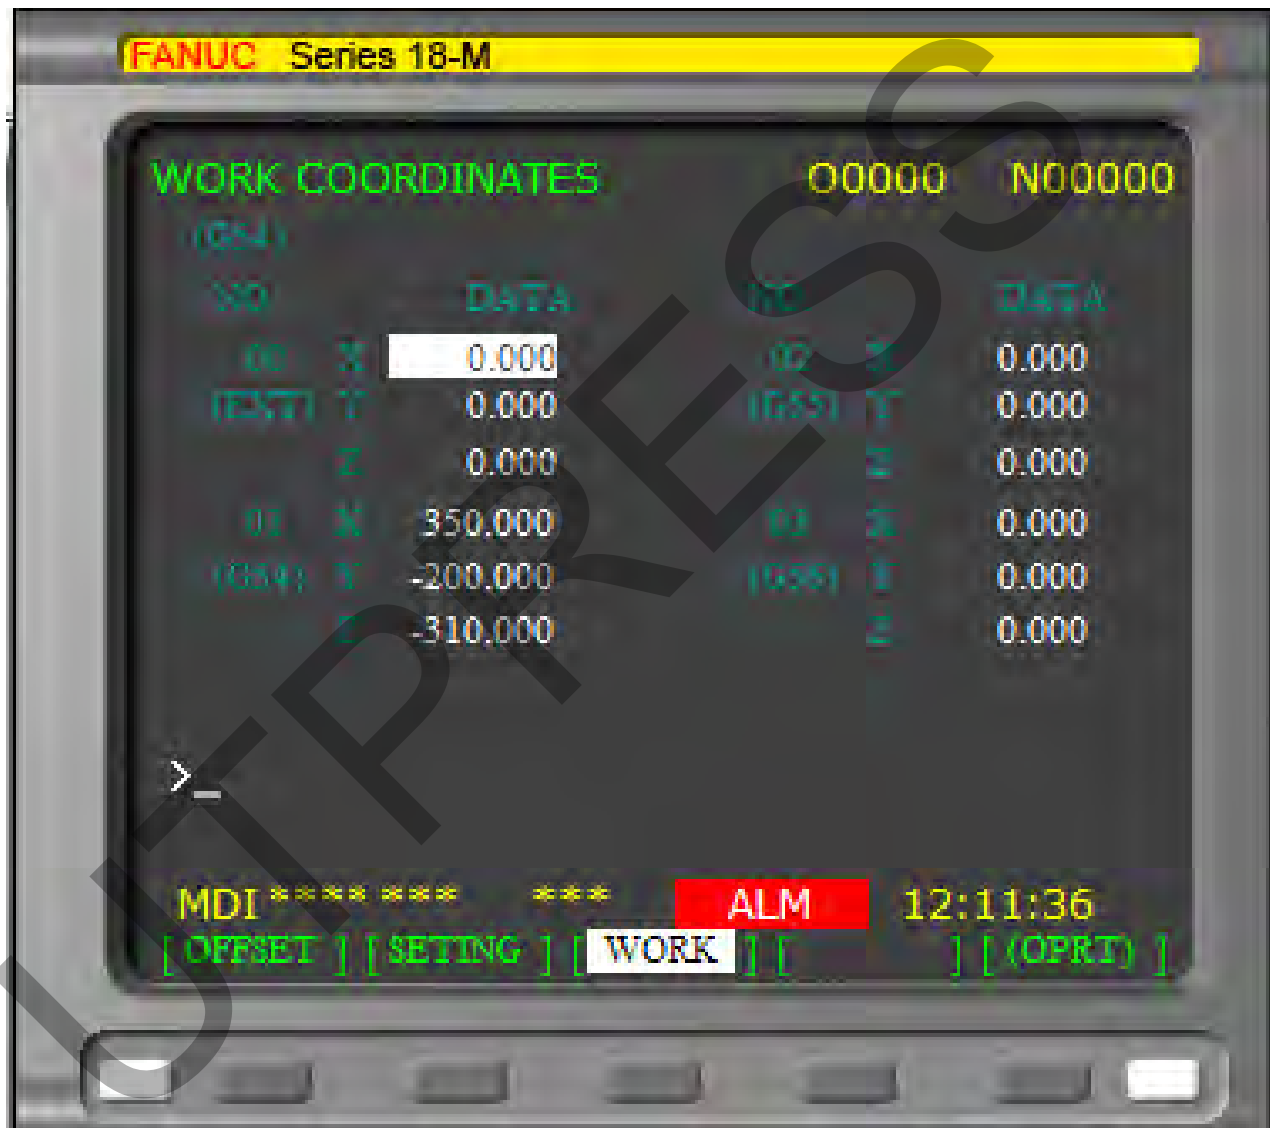 FANUC Series 18-M
WORK COORDINATES O0000 N00000
(G54)
NO DATA NO DATA
00 X 0.000 02 X 0.000
(EXT) Y 0.000 (G55) Y 0.000
Z 0.000 Z 0.000
01 X -350.000 03 X 0.000
(G54) Y -200.000 (G56) Y 0.000
Z -310.000 Z 0.000
>_
MDI **** *** *** ALM 12:11:36
[ OFFSET ] [ SETING ] [ WORK ] [ ] [ (OPRT) ]
UTPRESS